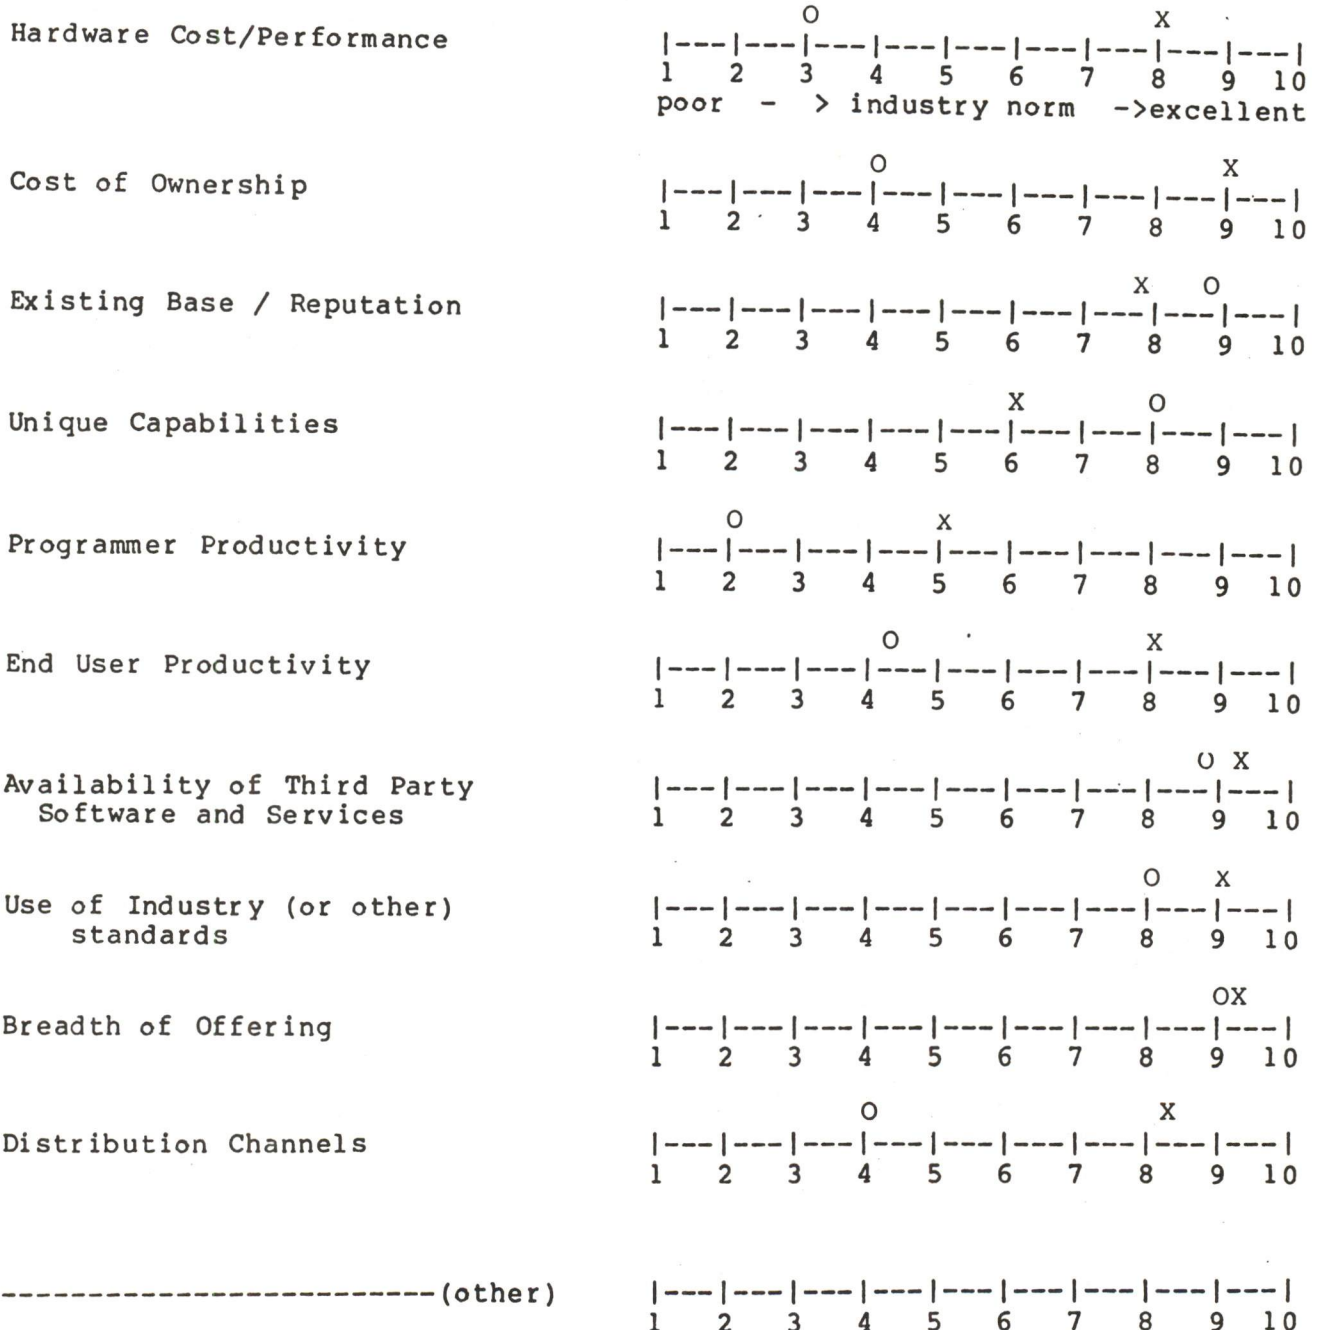 O X
Hardware Cost/Performance |---|---|---|---|---|---|---|---|---|
1 2 3 4 5 6 7 8 9 10
poor - > industry norm ->excellent
O X
Cost of Ownership |---|---|---|---|---|---|---|---|---|
1 2 3 4 5 6 7 8 9 10
X O
Existing Base / Reputation |---|---|---|---|---|---|---|---|---|
1 2 3 4 5 6 7 8 9 10
X O
Unique Capabilities |---|---|---|---|---|---|---|---|---|
1 2 3 4 5 6 7 8 9 10
O X
Programmer Productivity |---|---|---|---|---|---|---|---|---|
1 2 3 4 5 6 7 8 9 10
O X
End User Productivity |---|---|---|---|---|---|---|---|---|
1 2 3 4 5 6 7 8 9 10
O X
Availability of Third Party |---|---|---|---|---|---|---|---|---|
Software and Services 1 2 3 4 5 6 7 8 9 10
O X
Use of Industry (or other) |---|---|---|---|---|---|---|---|---|
standards 1 2 3 4 5 6 7 8 9 10
OX
Breadth of Offering |---|---|---|---|---|---|---|---|---|
1 2 3 4 5 6 7 8 9 10
O X
Distribution Channels |---|---|---|---|---|---|---|---|---|
1 2 3 4 5 6 7 8 9 10
-------------------------(other) |---|---|---|---|---|---|---|---|---|
1 2 3 4 5 6 7 8 9 10